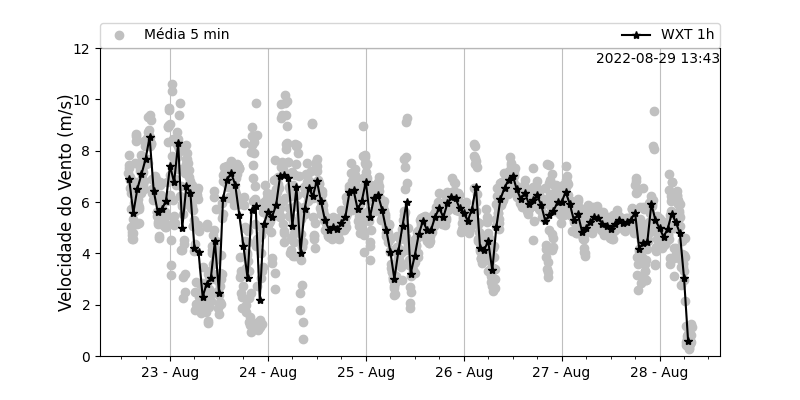 Média 5 min
WXT 1h
2022-08-29 13:43
Velocidade do Vento (m/s)
12
10
8
6
4
2
0
23 - Aug
24 - Aug
25 - Aug
26 - Aug
27 - Aug
28 - Aug